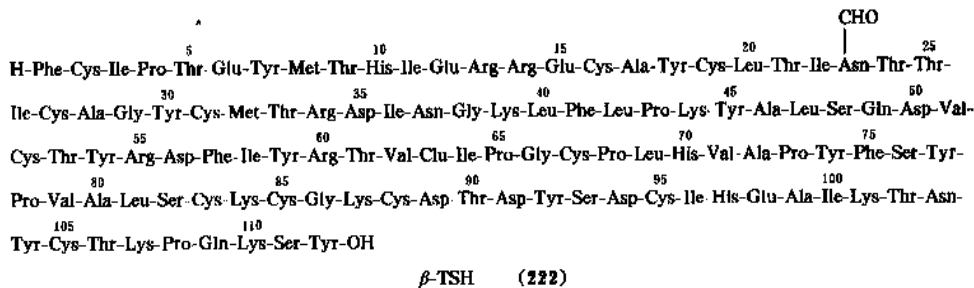 CHO
5 10 15 20 25
H-Phe-Cys-Ile-Pro-Thr-Glu-Tyr-Met-Thr-His-Ile-Glu-Arg-Arg-Glu-Cys-Ala-Tyr-Cys-Leu-Thr-Ile-Asn-Thr-Thr-
30 35 40 45 50
Ile-Cys-Ala-Gly-Tyr-Cys-Met-Thr-Arg-Asp-Ile-Asn-Gly-Lys-Leu-Phe-Leu-Pro-Lys-Tyr-Ala-Leu-Ser-Gln-Asp-Val-
55 60 65 70 75
Cys-Thr-Tyr-Arg-Asp-Phe-Ile-Tyr-Arg-Thr-Val-Clu-Ile-Pro-Gly-Cys-Pro-Leu-His-Val-Ala-Pro-Tyr-Phe-Set-Tyr-
80 85 90 95 100
Pro-Val-Ala-Leu-Ser-Cys-Lys-Cys-Gly-Lys-Cys-Asp-Thr-Asp-Tyr-Ser-Asp-Cys-Ile-His-Glu-Ala-Ile-Lys-Thr-Asn-
105 110
Tyr-Cys-Thr-Lys-Pro-Gln-Lys-Ser-Tyr-OH
β-TSH (222)